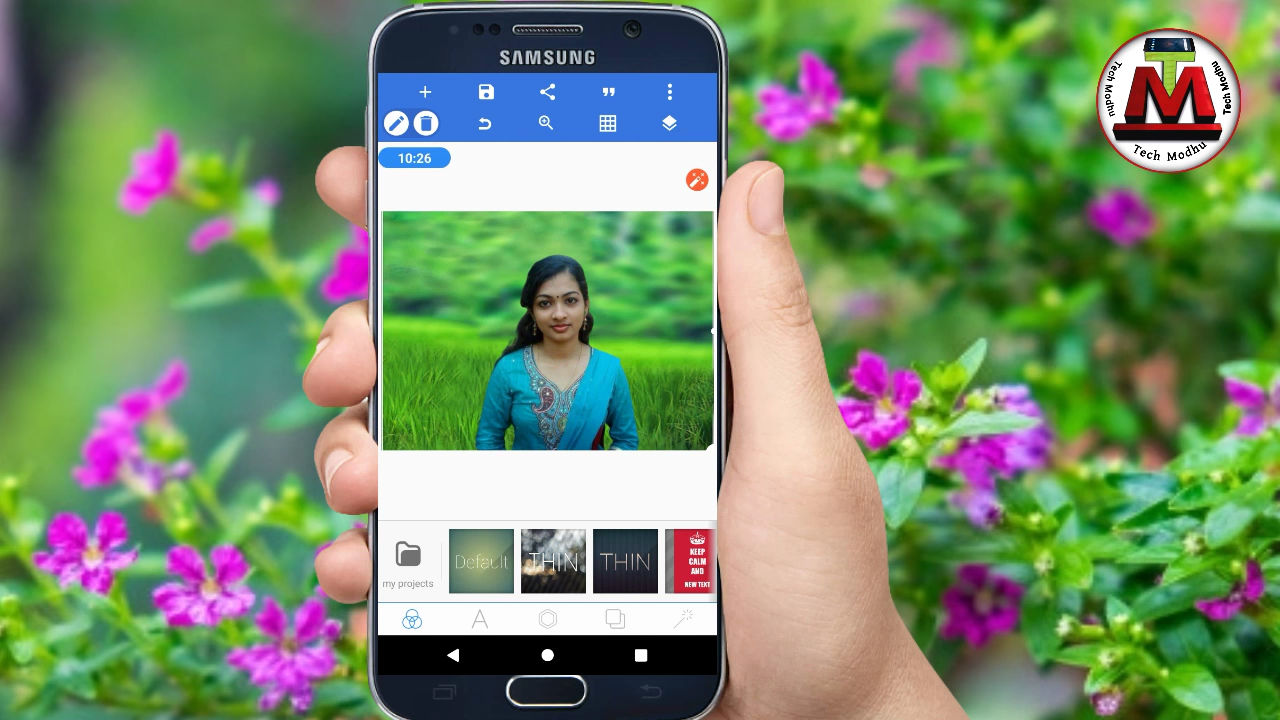 SAMSUNG
10:26
my projects
Default
THIN
THIN
KEEP
CALM
AND
NEW TEXT
A
TM
Tech Modhu
Tech Modhu
Tech Modhu